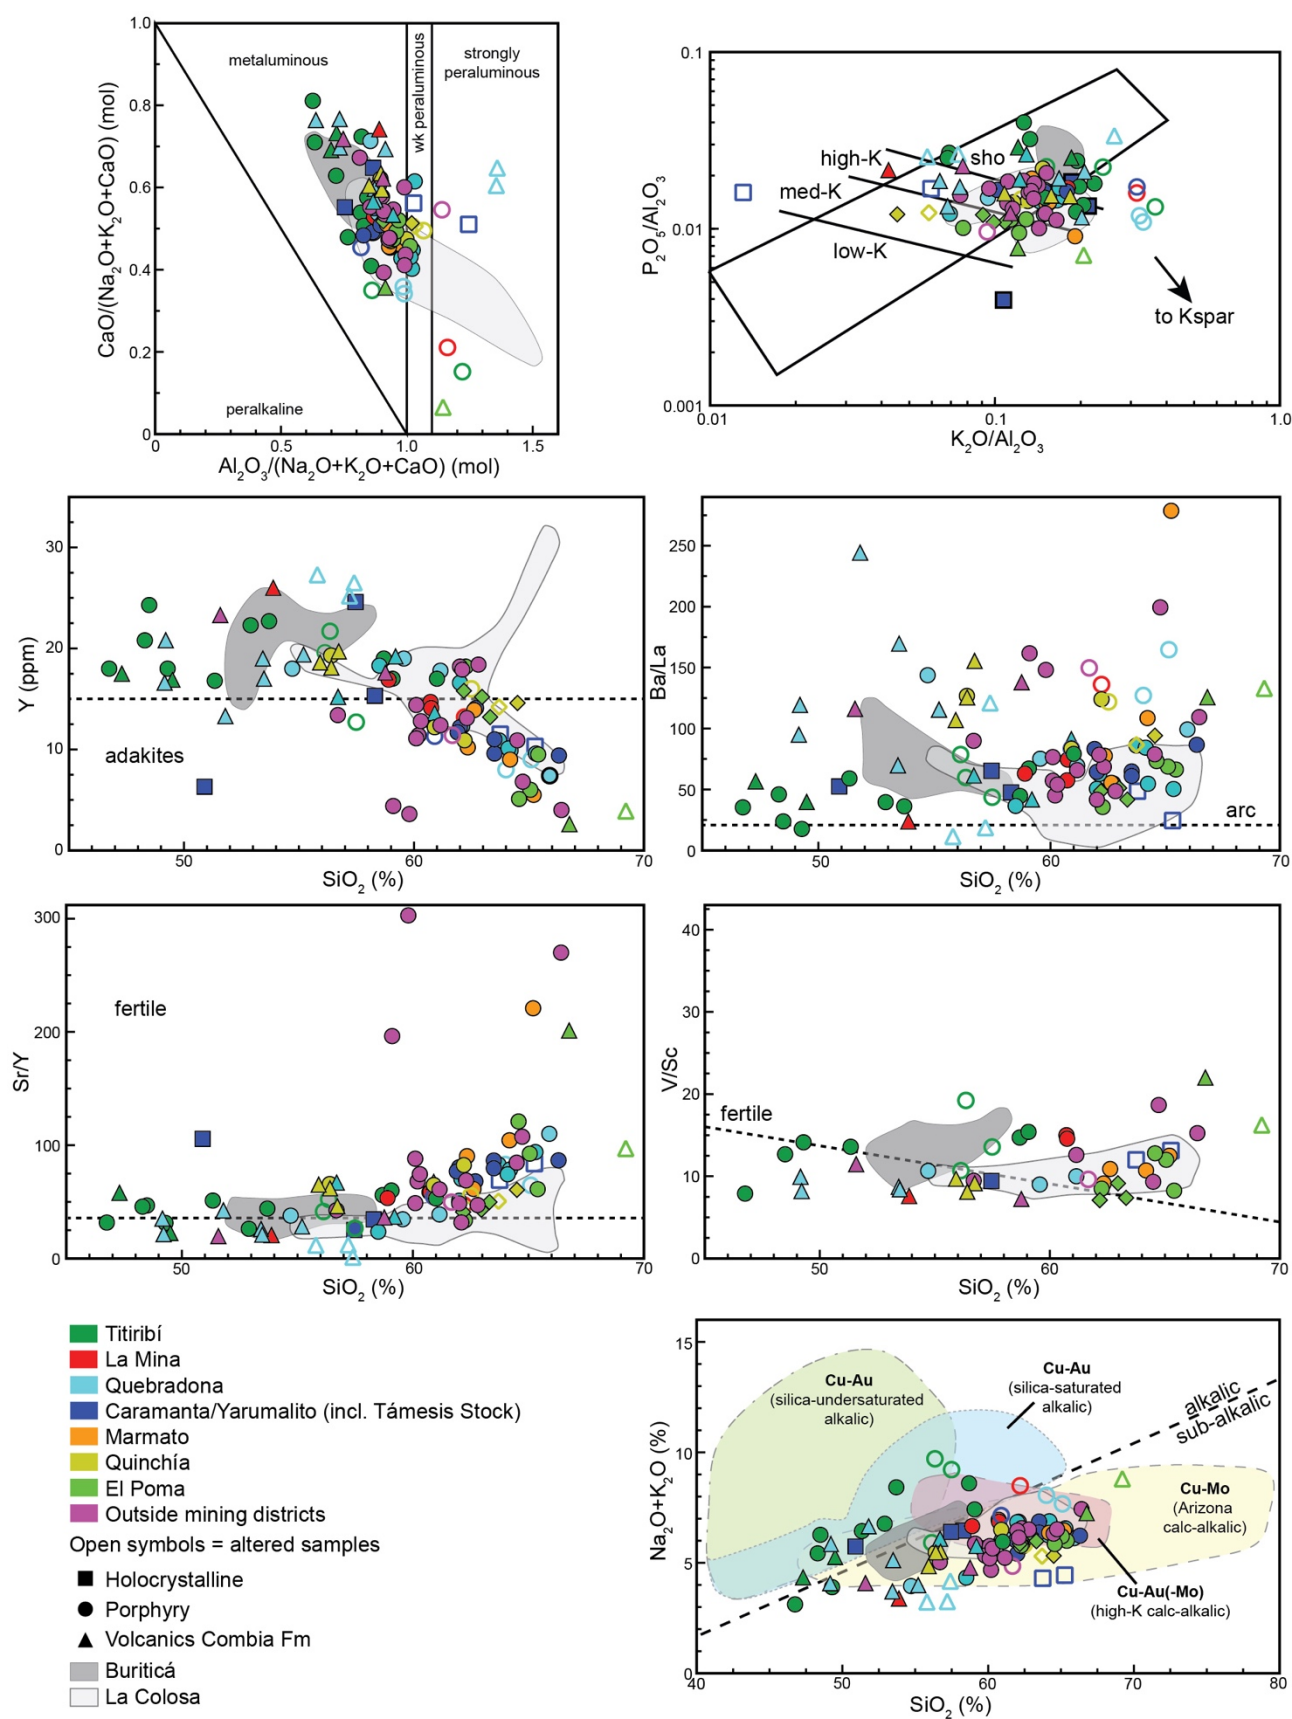 1.0
0.8
0.6
0.4
0.2
0
CaO/(Na₂O+K₂O+CaO) (mol)
metaluminous
wk peraluminous
strongly
peraluminous
peralkaline
0
0.5
1.0
1.5
Al₂O₃/(Na₂O+K₂O+CaO) (mol)
0.1
0.01
0.001
P₂O₅/Al₂O₃
high-K
sho
med-K
low-K
to Kspar
0.01
0.1
1.0
K₂O/Al₂O₃
30
20
10
0
Y (ppm)
adakites
50
60
70
SiO₂ (%)
250
200
150
100
50
0
Ba/La
arc
50
60
70
SiO₂ (%)
300
200
100
0
Sr/Y
fertile
50
60
70
SiO₂ (%)
40
30
20
10
0
V/Sc
fertile
50
60
70
SiO₂ (%)
Titiribí
La Mina
Quebradona
Caramanta/Yarumalito (incl. Támesis Stock)
Marmato
Quinchía
El Poma
Outside mining districts
Open symbols = altered samples
Holocrystalline
Porphyry
Volcanics Combia Fm
Buriticá
La Colosa
15
10
5
0
Na₂O+K₂O (%)
Cu-Au
(silica-undersaturated
alkalic)
Cu-Au
(silica-saturated
alkalic)
alkalic
sub-alkalic
Cu-Mo
(Arizona
calc-alkalic)
Cu-Au(-Mo)
(high-K calc-alkalic)
40
50
60
70
80
SiO₂ (%)